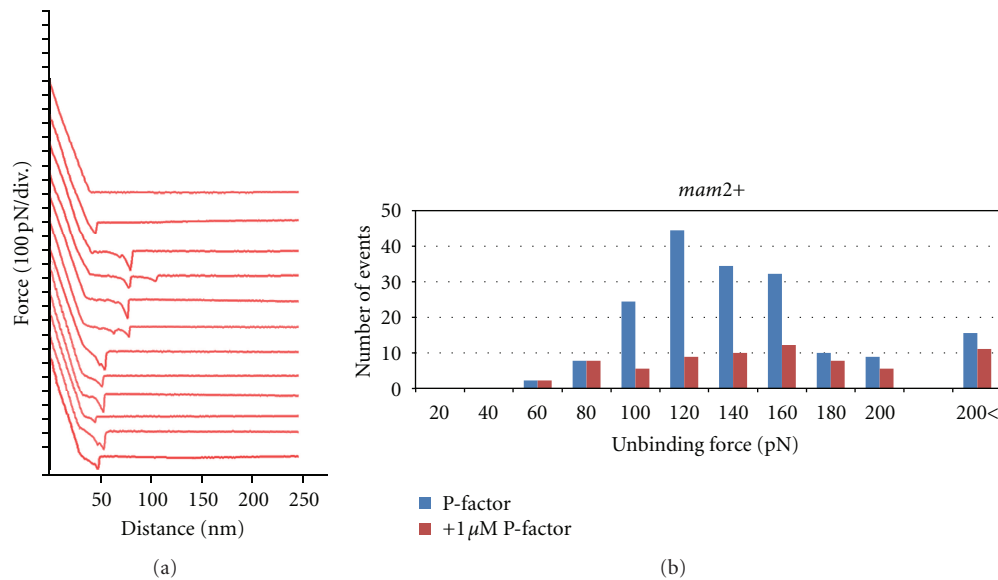 Force (100 pN/div.)
50 100 150 200 250
Distance (nm)
(a)
mam2+
50
40
30
20
10
0
Number of events
20 40 60 80 100 120 140 160 180 200 200<
Unbinding force (pN)
P-factor
+1 μM P-factor
(b)